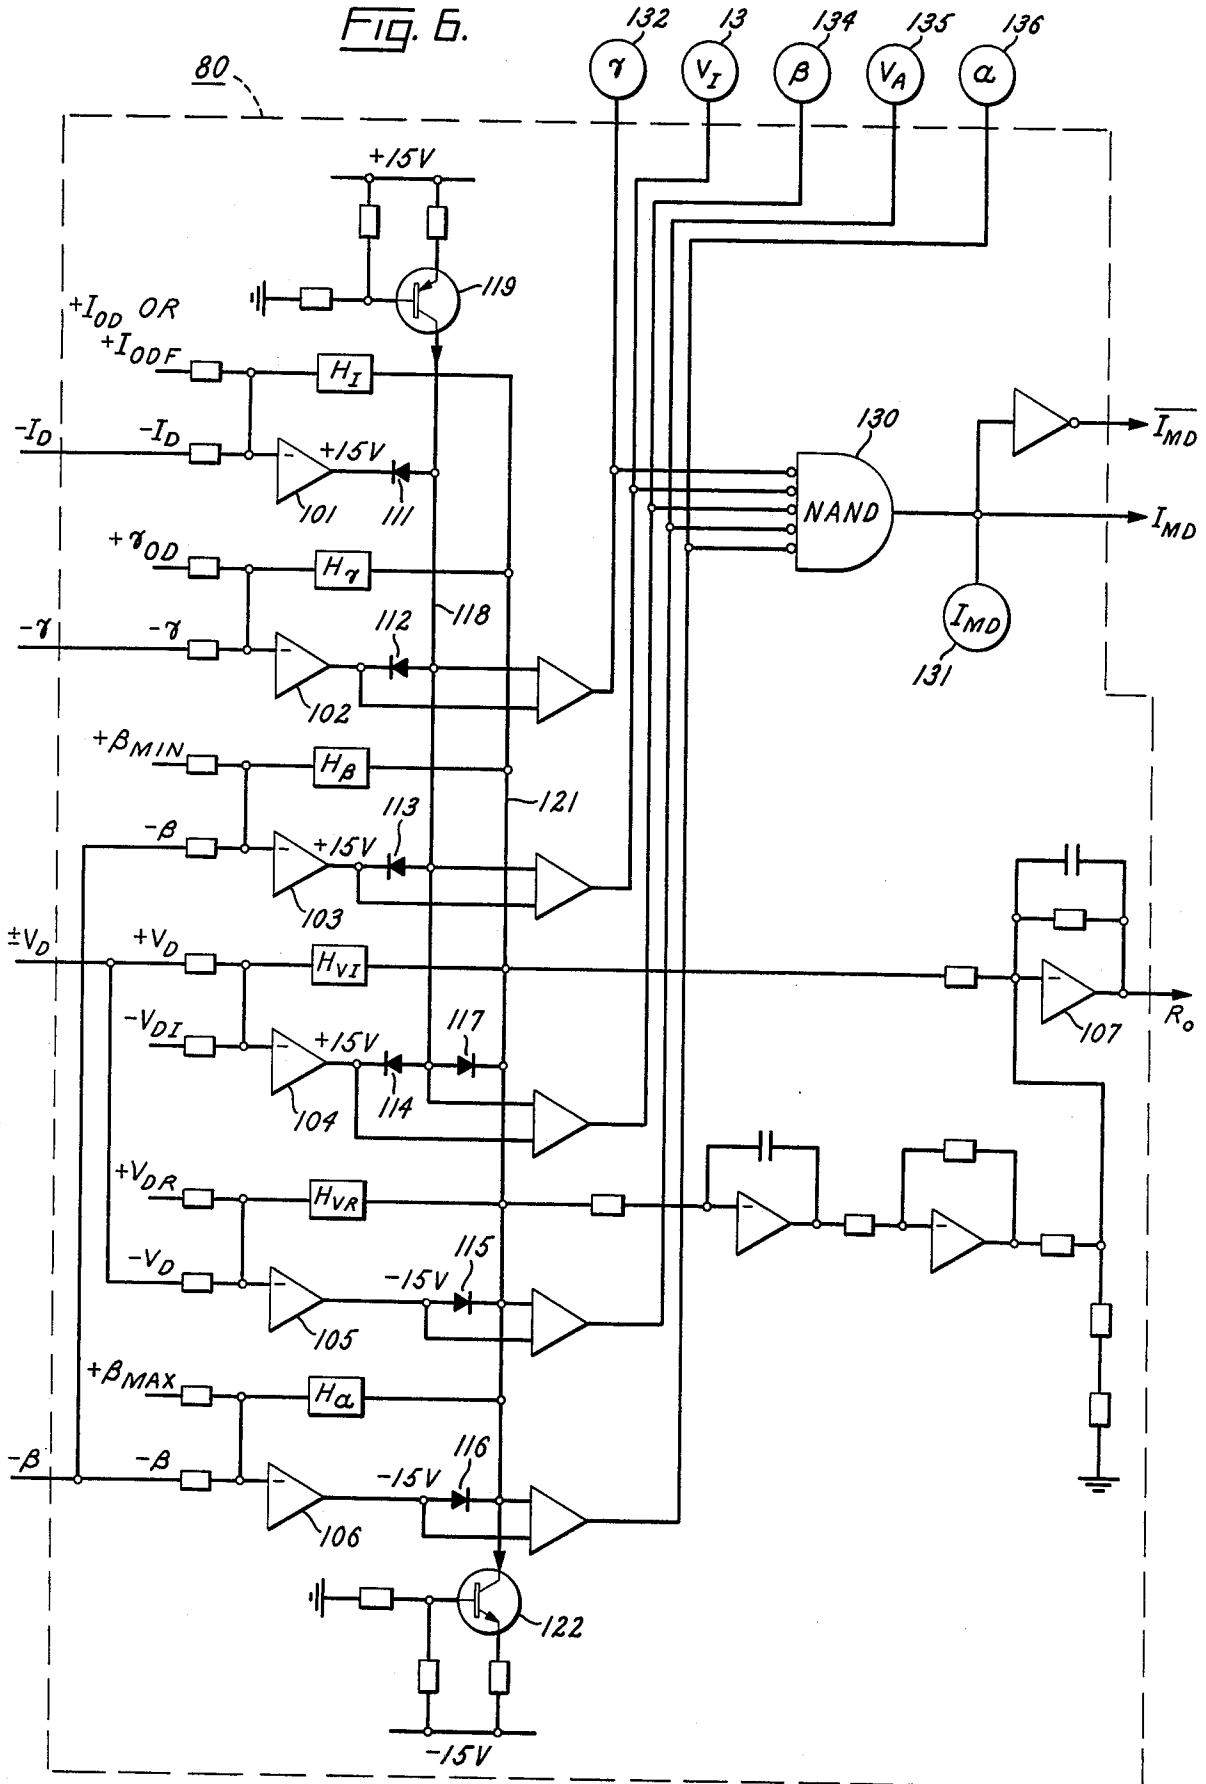 Fig. 6.
132
13
134
135
136
γ
V_I
β
V_A
α
80
+15V
119
+I_OD OR
+I_ODF
H_I
-I_D
-I_D
+15V
101
111
130
NAND
\overline{I_MD}
I_MD
I_MD
131
+γ_OD
H_γ
118
112
-γ
-γ
102
+β_MIN
H_β
121
113
-β
+15V
103
±V_D
+V_D
H_VI
107
R_o
-V_DI
+15V
117
104
114
+V_DR
H_VR
115
-V_D
-15V
105
+β_MAX
H_α
116
-β
-β
-15V
106
122
-15V